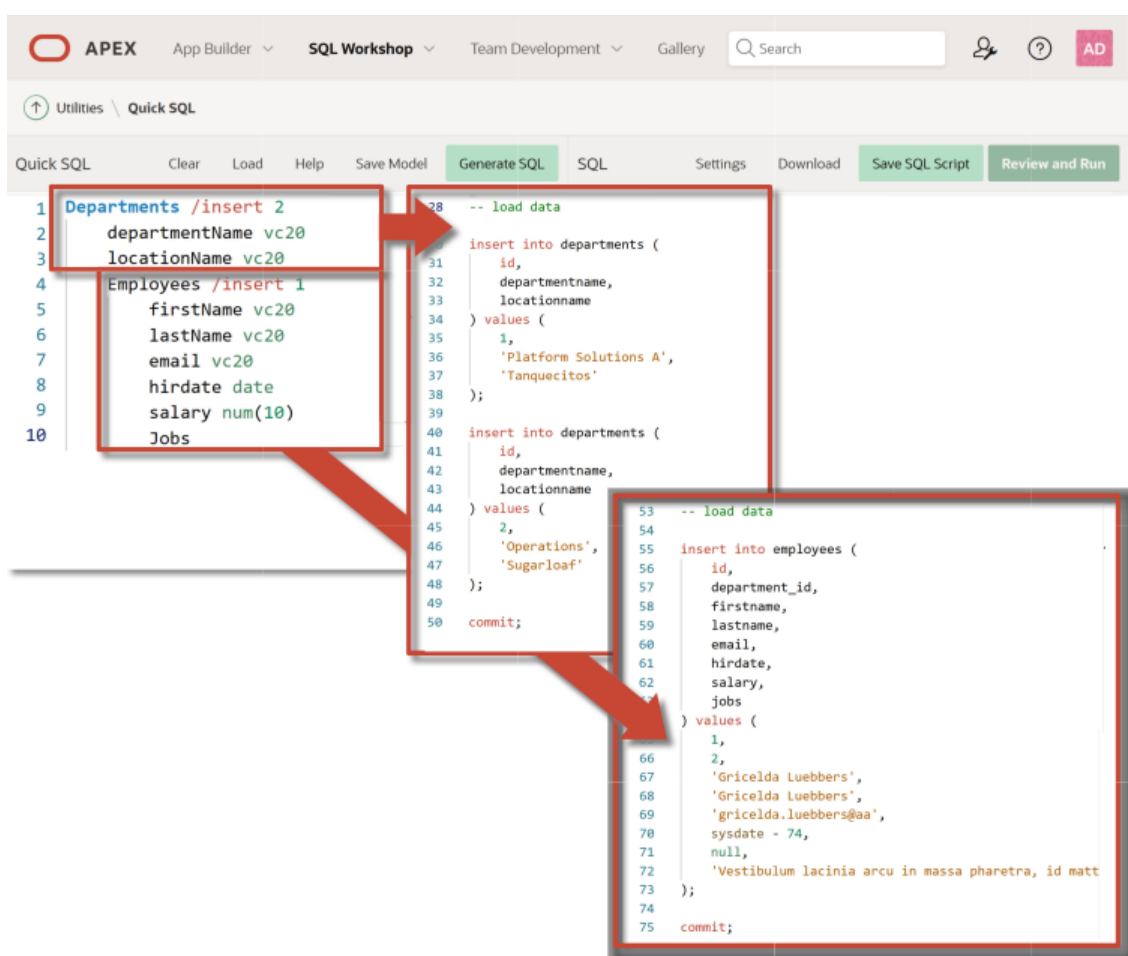 APEX App Builder SQL Workshop Team Development Gallery Search AD
Utilities \ Quick SQL
Quick SQL Clear Load Help Save Model Generate SQL SQL Settings Download Save SQL Script Review and Run
1 Departments /insert 2
2 departmentName vc20
3 locationName vc20
4 Employees /insert 1
5 firstName vc20
6 lastName vc20
7 email vc20
8 hirdate date
9 salary num(10)
10 Jobs
28 -- load data
insert into departments (
31 id,
32 departmentname,
33 locationname
34 ) values (
35 1,
36 'Platform Solutions A',
37 'Tanquecitos'
38 );
39
40 insert into departments (
41 id,
42 departmentname,
43 locationname
44 ) values (
45 2,
46 'Operations',
47 'Sugarloaf'
48 );
49
50 commit;
53 -- load data
54
55 insert into employees (
56 id,
57 department_id,
58 firstname,
59 lastname,
60 email,
61 hirdate,
62 salary,
jobs
) values (
1,
66 2,
67 'Gricelda Luebbers',
68 'Gricelda Luebbers',
69 'gricelda.luebbers@aa',
70 sysdate - 74,
71 null,
72 'Vestibulum lacinia arcu in massa pharetra, id matt
73 );
74
75 commit;